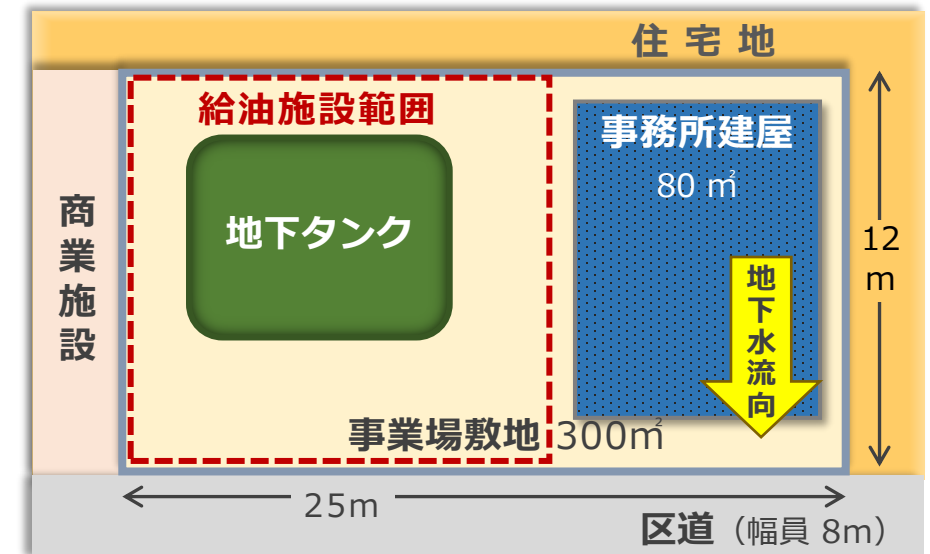 住宅地
給油施設範囲
事務所建屋
80 ㎡
商業施設
地下タンク
12
m
地下水流向
事業場敷地 300㎡
25m
区道（幅員 8m）